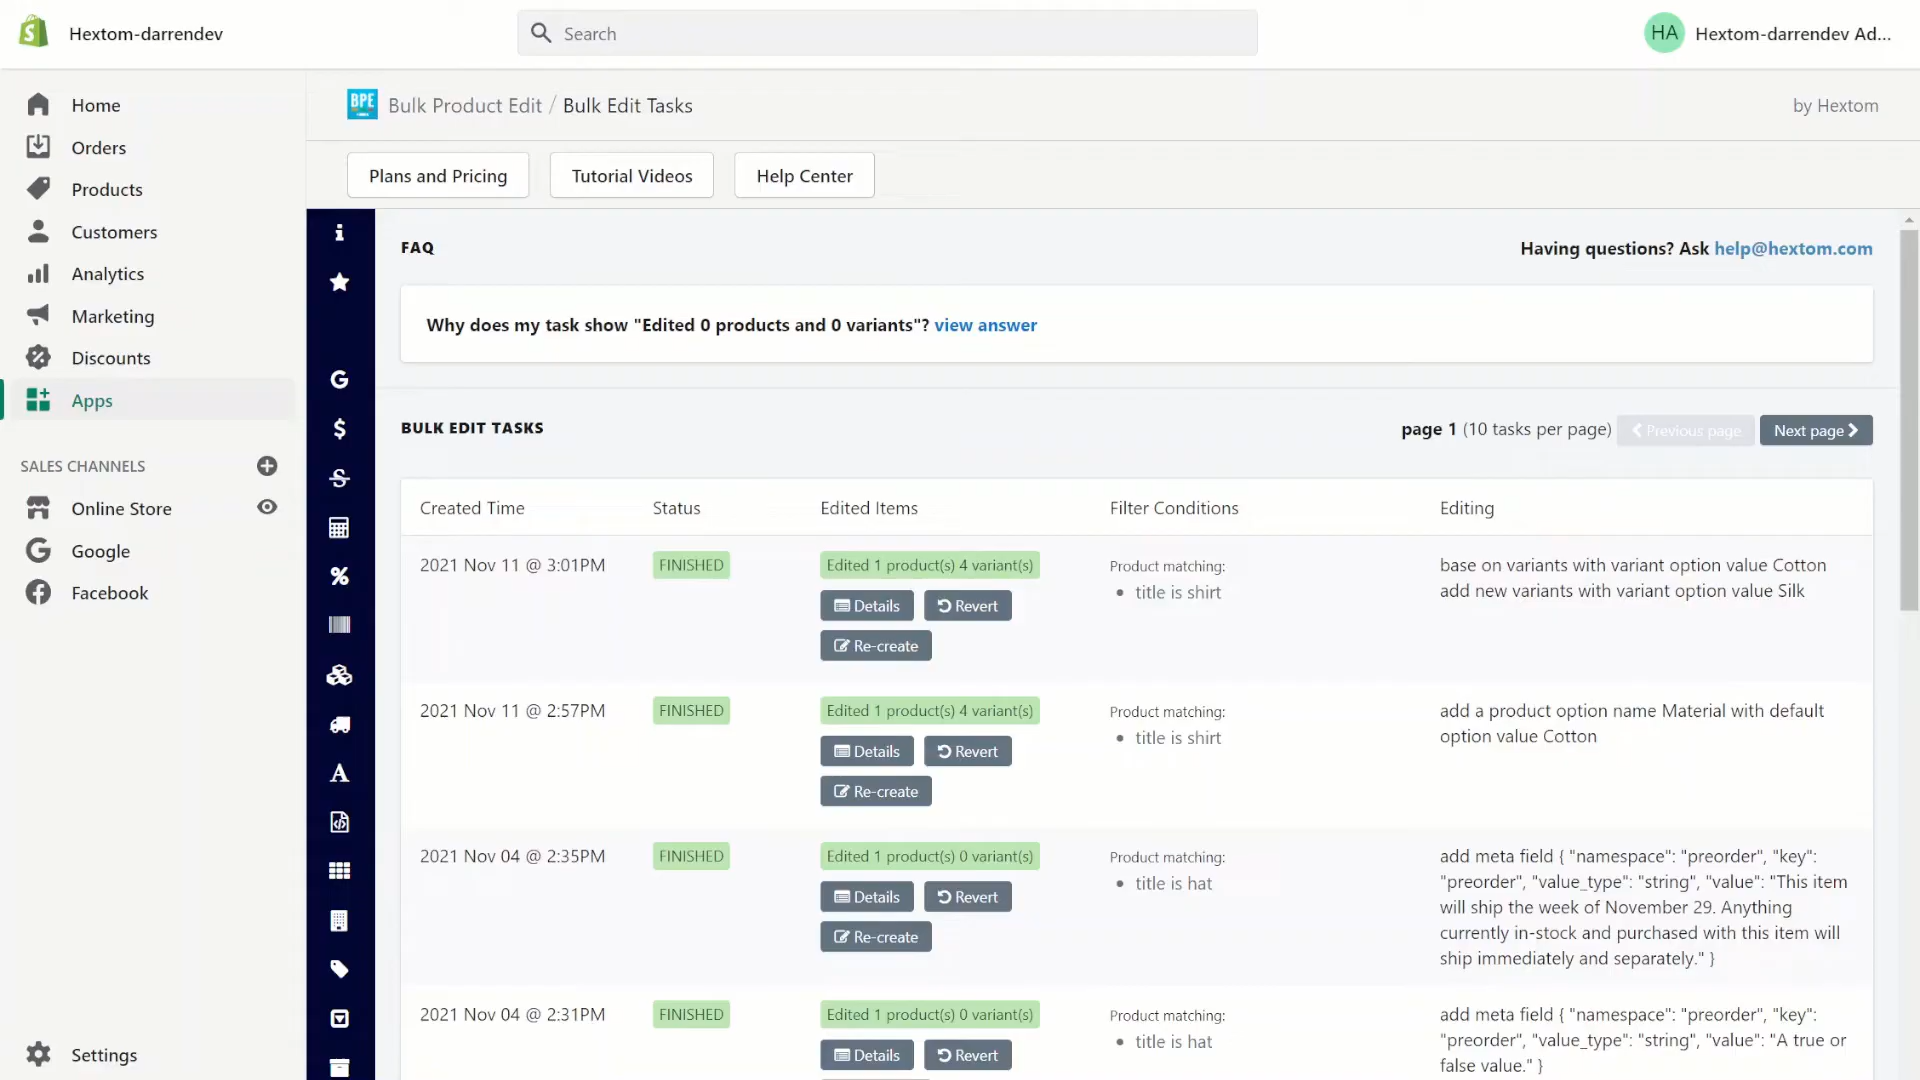 Hextom-darrendev
Search
HA
Hextom-darrendev Ad...
Home
Orders
Products
Customers
Analytics
Marketing
Discounts
Apps
SALES CHANNELS
Online Store
Google
Facebook
Settings
BPE
Bulk Product Edit / Bulk Edit Tasks
by Hextom
Plans and Pricing
Tutorial Videos
Help Center
FAQ
Having questions? Ask help@hextom.com
Why does my task show "Edited 0 products and 0 variants"? view answer
BULK EDIT TASKS
page 1 (10 tasks per page)
Previous page
Next page
Created Time Status Edited Items Filter Conditions Editing
2021 Nov 11 @ 3:01PM
FINISHED
Edited 1 product(s) 4 variant(s)
Details
Revert
Re-create
Product matching:
• title is shirt
base on variants with variant option value Cotton
add new variants with variant option value Silk
2021 Nov 11 @ 2:57PM
FINISHED
Edited 1 product(s) 4 variant(s)
Details
Revert
Re-create
Product matching:
• title is shirt
add a product option name Material with default
option value Cotton
2021 Nov 04 @ 2:35PM
FINISHED
Edited 1 product(s) 0 variant(s)
Details
Revert
Re-create
Product matching:
• title is hat
add meta field { "namespace": "preorder", "key":
"preorder", "value_type": "string", "value": "This item
will ship the week of November 29. Anything
currently in-stock and purchased with this item will
ship immediately and separately." }
2021 Nov 04 @ 2:31PM
FINISHED
Edited 1 product(s) 0 variant(s)
Details
Revert
Product matching:
• title is hat
add meta field { "namespace": "preorder", "key":
"preorder", "value_type": "string", "value": "A true or
false value." }